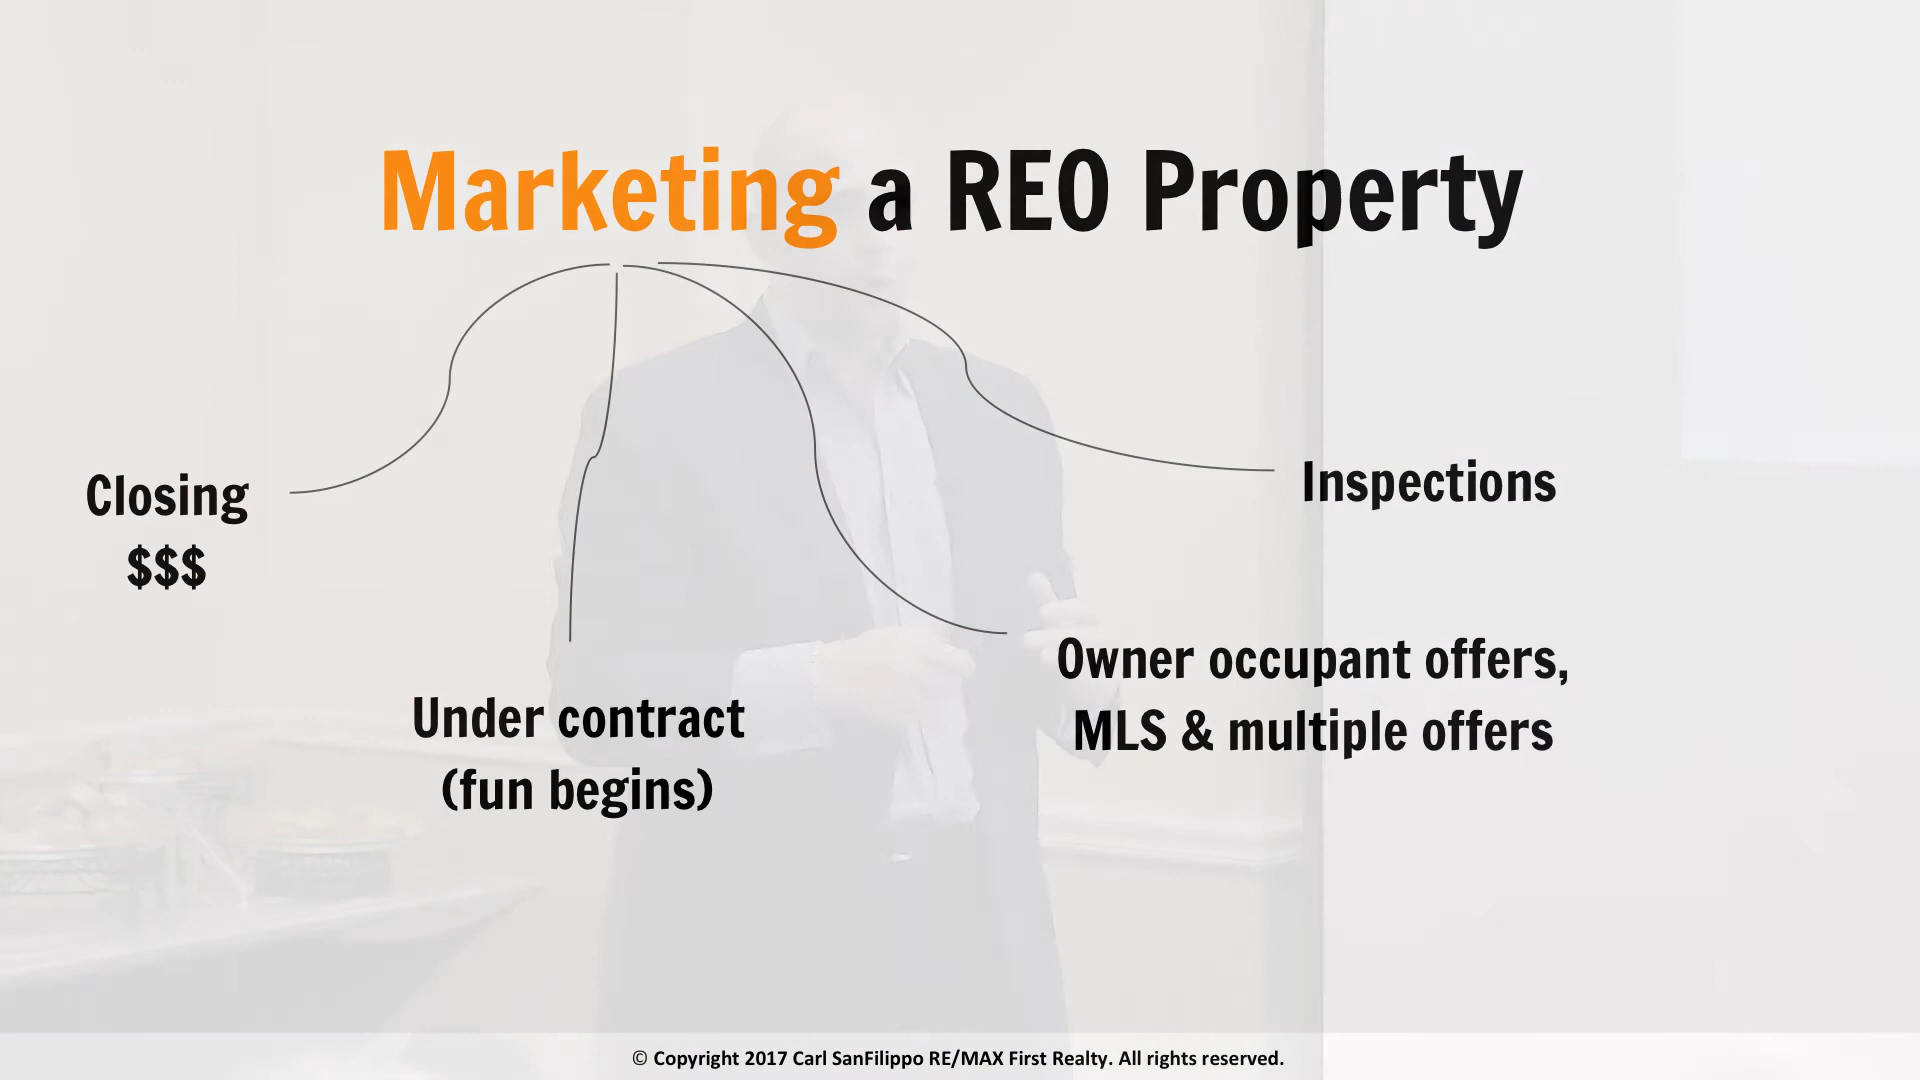 Marketing a REO Property
Closing
$$$
Inspections
Under contract
(fun begins)
Owner occupant offers,
MLS & multiple offers
© Copyright 2017 Carl SanFilippo RE/MAX First Realty. All rights reserved.